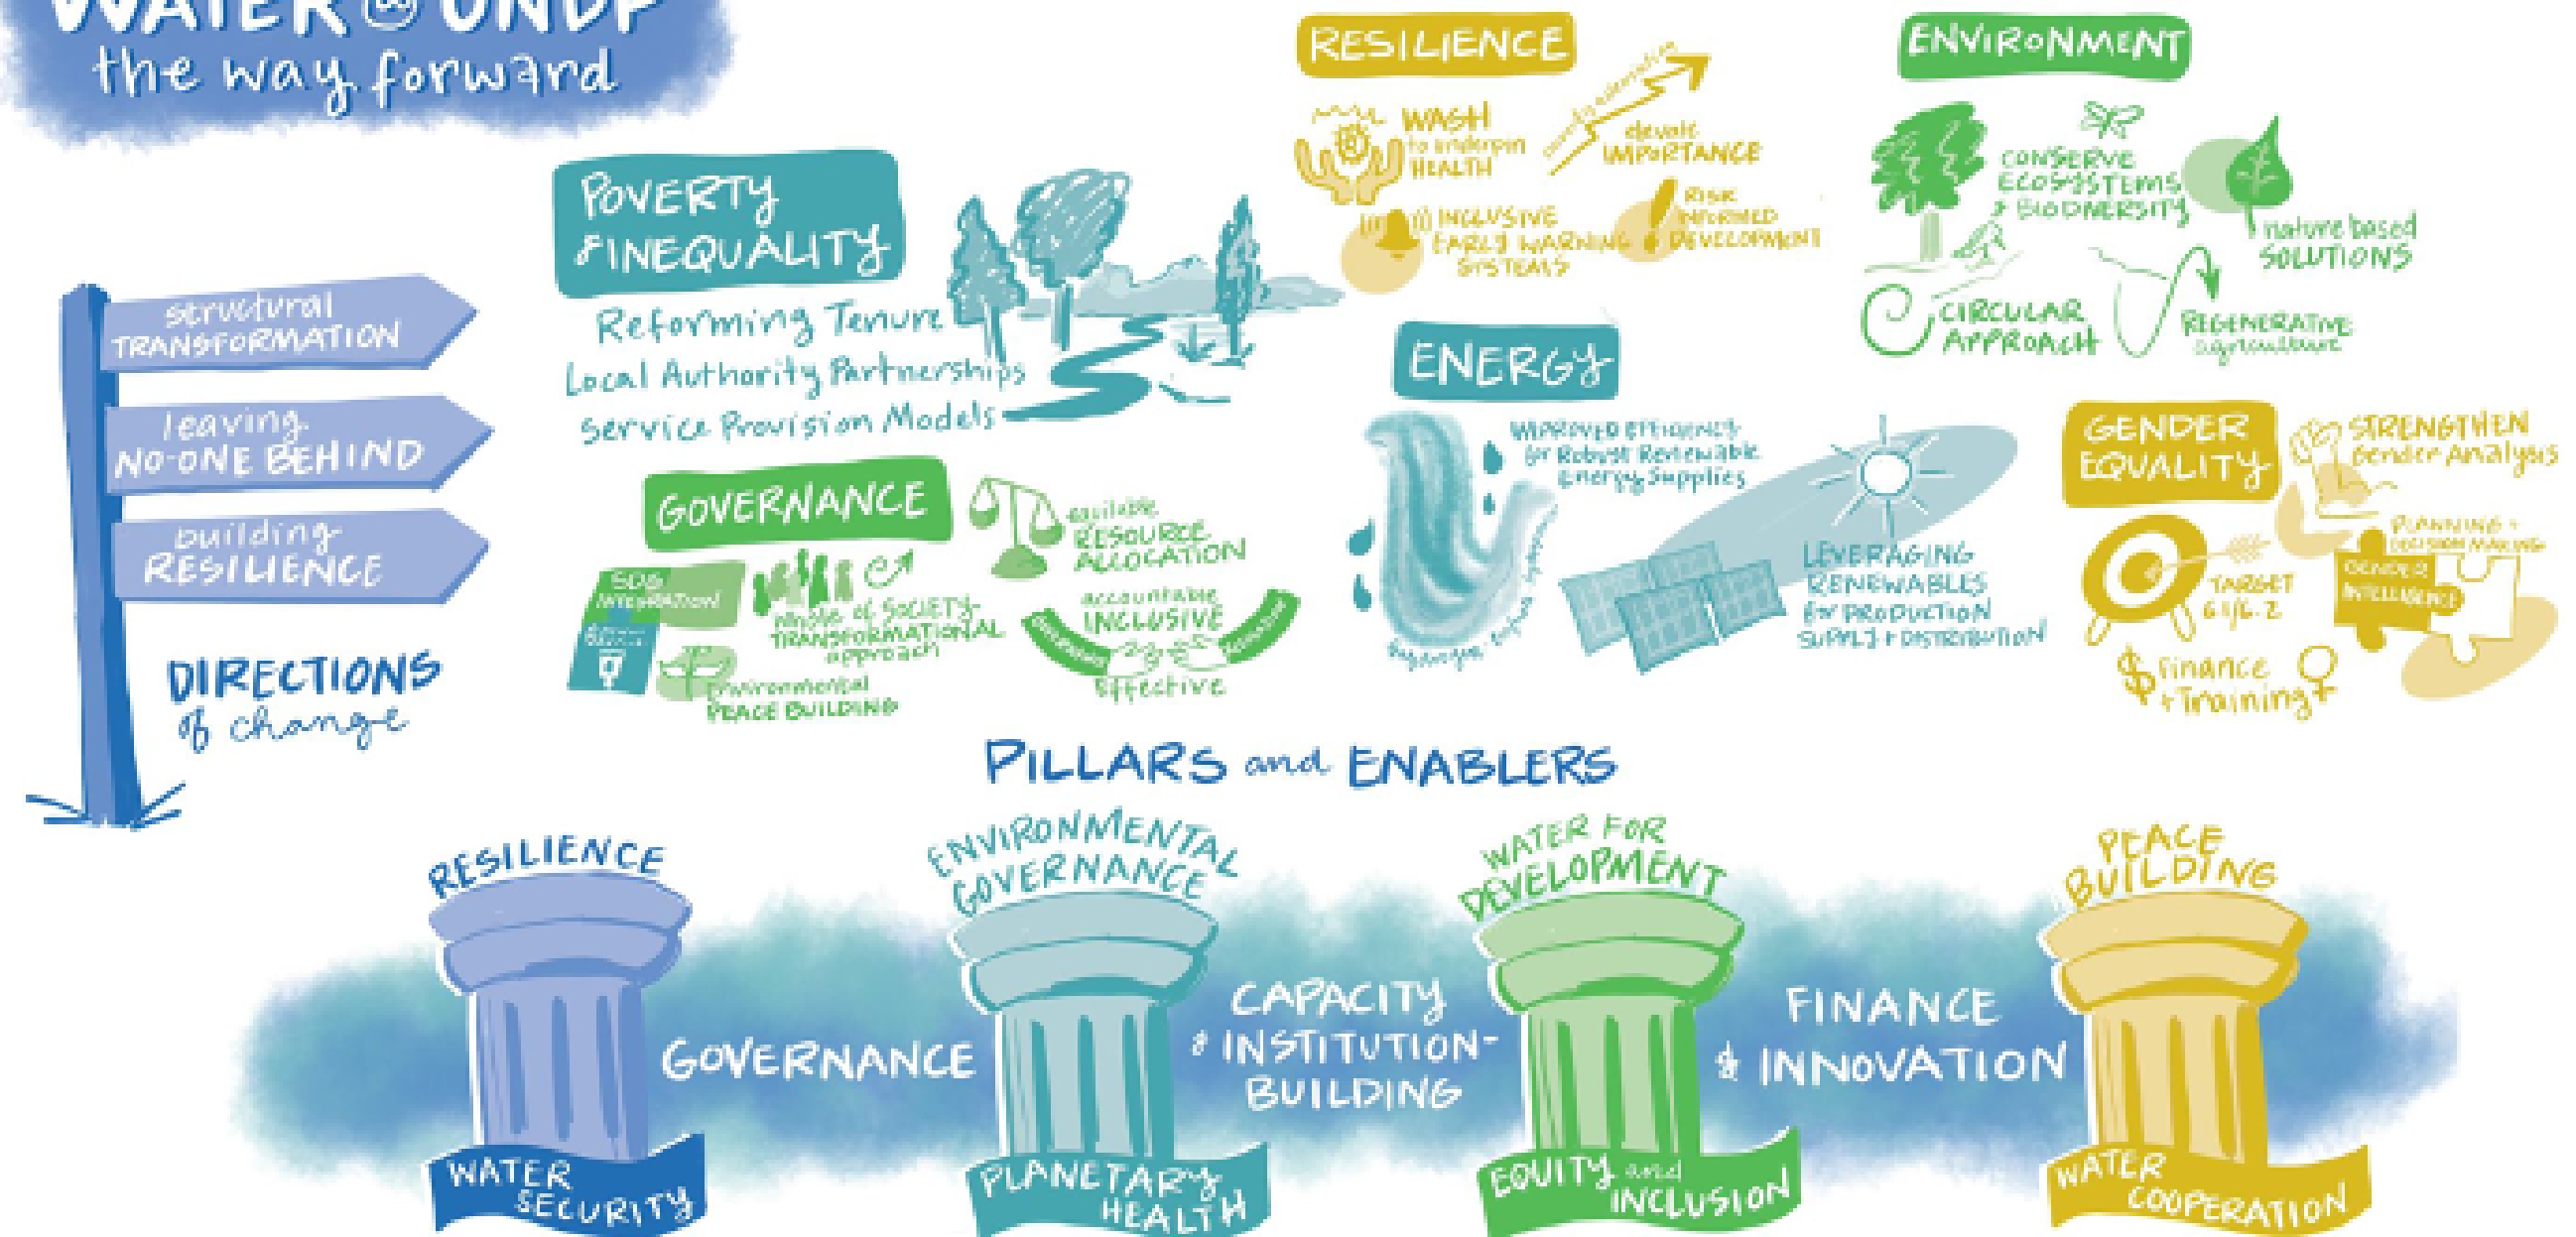 WATER @ UNDP
the way forward
structural
TRANSFORMATION
leaving
NO-ONE BEHIND
building
RESILIENCE
DIRECTIONS
of change
POVERTY
& INEQUALITY
Reforming Tenure
Local Authority Partnerships
Service Provision Models
GOVERNANCE
SDG
INTEGRATION
whole of SOCIETY-
TRANSFORMATIONAL
approach
Environmental
PEACE BUILDING
equitable
RESOURCE
ALLOCATION
accountable
INCLUSIVE
Effective
RESILIENCE
WASH
to underpin
HEALTH
elevate
IMPORTANCE
INCLUSIVE
EARLY WARNING
SYSTEMS
RISK
INFORMED
DEVELOPMENT
ENVIRONMENT
CONSERVE
ECOSYSTEMS
+ BIODIVERSITY
nature based
SOLUTIONS
CIRCULAR
APPROACH
REGENERATIVE
agriculture
ENERGY
IMPROVED EFFICIENCY
for Robust Renewable
Energy Supplies
LEVERAGING
RENEWABLES
for PRODUCTION
SUPPLY + DISTRIBUTION
GENDER
EQUALITY
STRENGTHEN
Gender Analysis
PLANNING +
DECISION MAKING
GENDER
INTELLIGENCE
TARGET
6.1/6.2
$ finance
+ Training
PILLARS and ENABLERS
RESILIENCE
WATER
SECURITY
GOVERNANCE
ENVIRONMENTAL
GOVERNANCE
PLANETARY
HEALTH
CAPACITY
& INSTITUTION-
BUILDING
WATER FOR
DEVELOPMENT
EQUITY and
INCLUSION
FINANCE
& INNOVATION
PEACE
BUILDING
WATER
COOPERATION